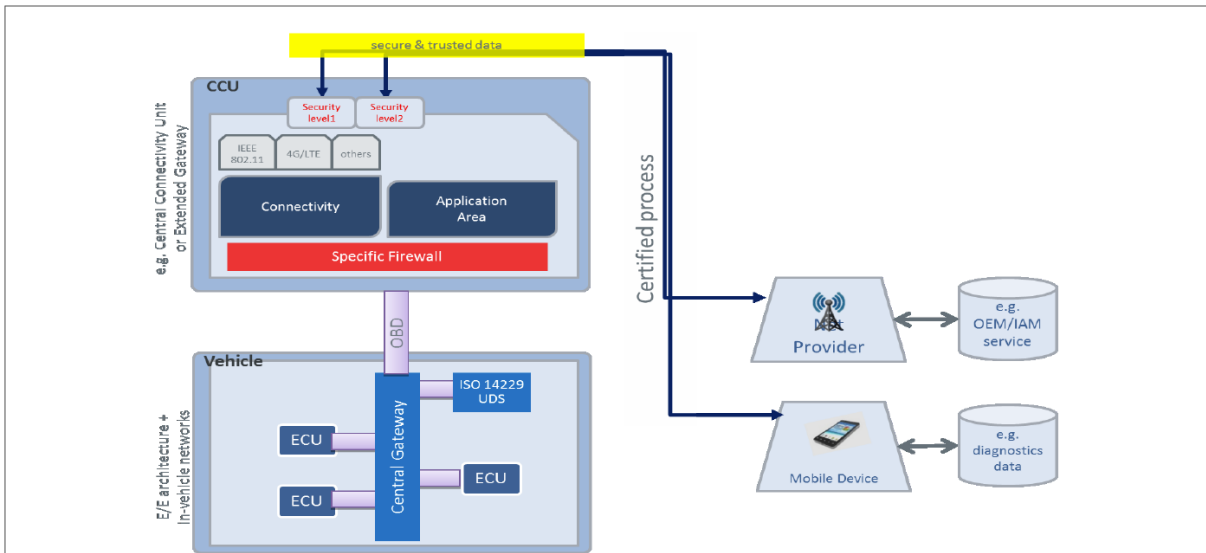 secure & trusted data
CCU
Security
level1
Security
level2
IEEE
802.11
4G/LTE
others
Connectivity
Application
Area
Specific Firewall
e.g. Central Connectivity Unit
or Extended Gateway
OBD
Vehicle
ISO 14229
UDS
ECU
ECU
ECU
Central Gateway
E/E architecture +
In-vehicle networks
Certified process
Provider
e.g.
OEM/IAM
service
Mobile Device
e.g.
diagnostics
data